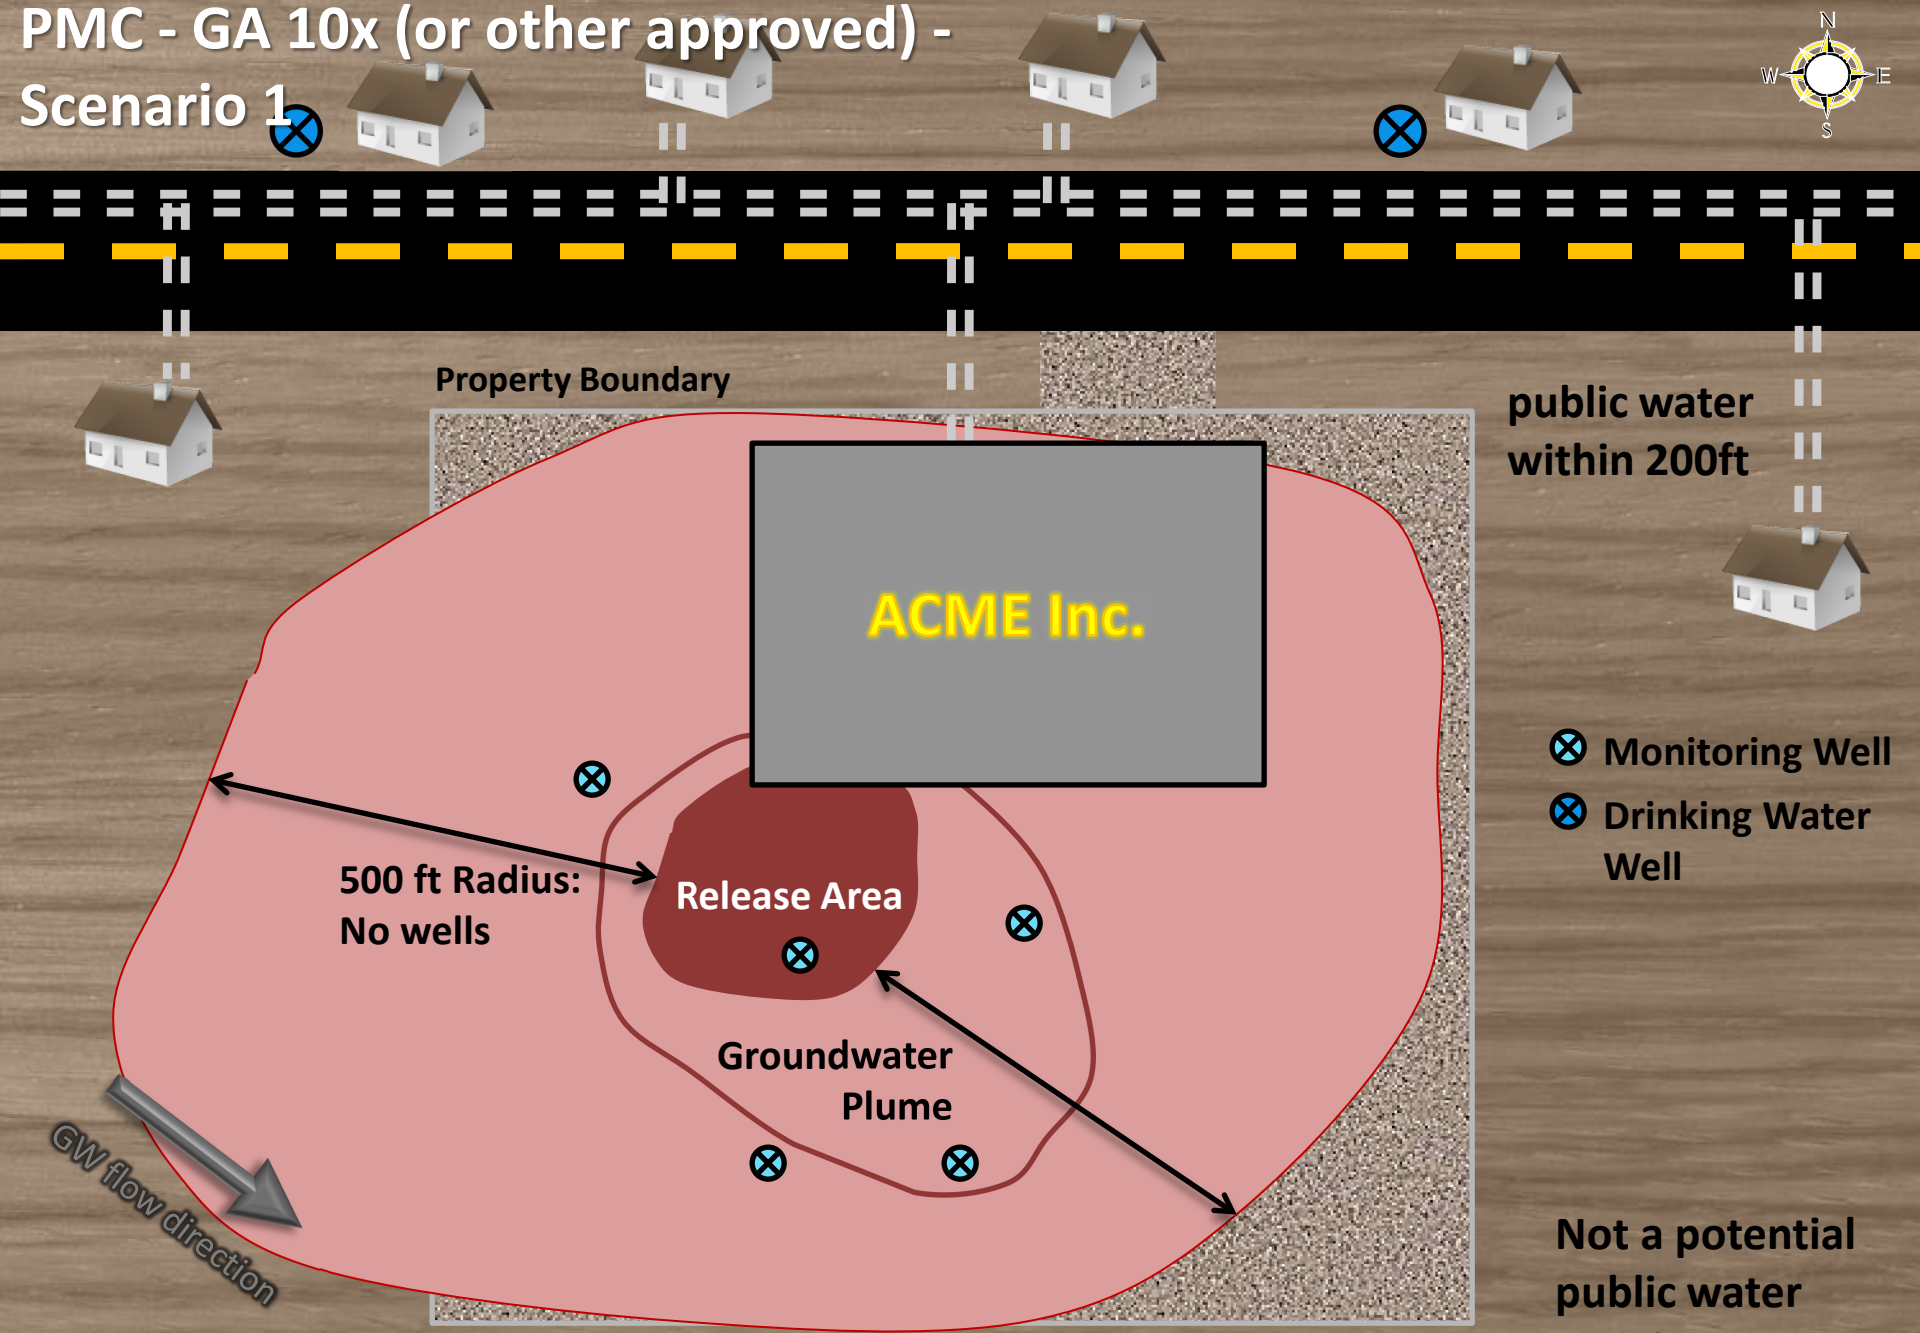 PMC - GA 10x (or other approved) -
Scenario 1
N
W
E
S
Property Boundary
public water
within 200ft
ACME Inc.
Monitoring Well
Drinking Water
Well
500 ft Radius:
No wells
Release Area
Groundwater
Plume
GW flow direction
Not a potential
public water